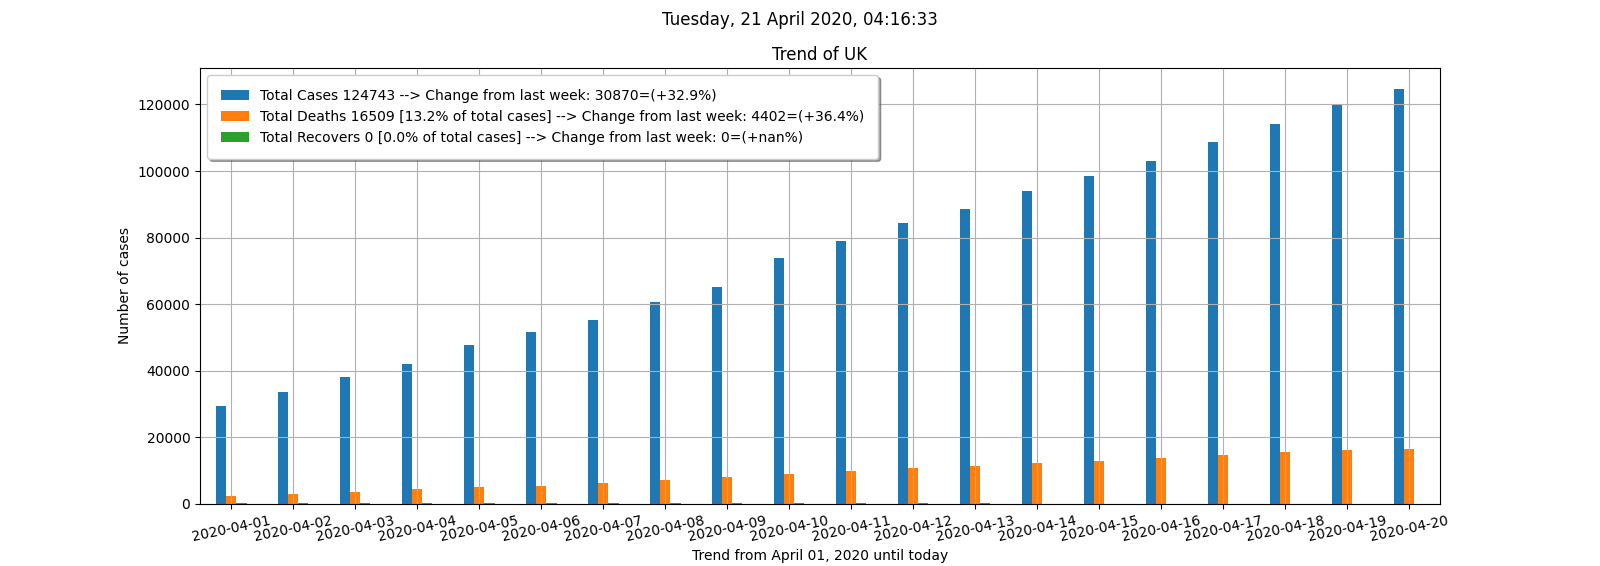 Tuesday, 21 April 2020, 04:16:33
Trend of UK
Total Cases 124743 --> Change from last week: 30870=(+32.9%)
Total Deaths 16509 [13.2% of total cases] --> Change from last week: 4402=(+36.4%)
Total Recovers 0 [0.0% of total cases] --> Change from last week: 0=(+nan%)
120000
100000
80000
60000
40000
20000
0
Number of cases
2020-04-01 2020-04-02 2020-04-03 2020-04-04 2020-04-05 2020-04-06 2020-04-07 2020-04-08 2020-04-09 2020-04-10 2020-04-11 2020-04-12 2020-04-13 2020-04-14 2020-04-15 2020-04-16 2020-04-17 2020-04-18 2020-04-19 2020-04-20
Trend from April 01, 2020 until today